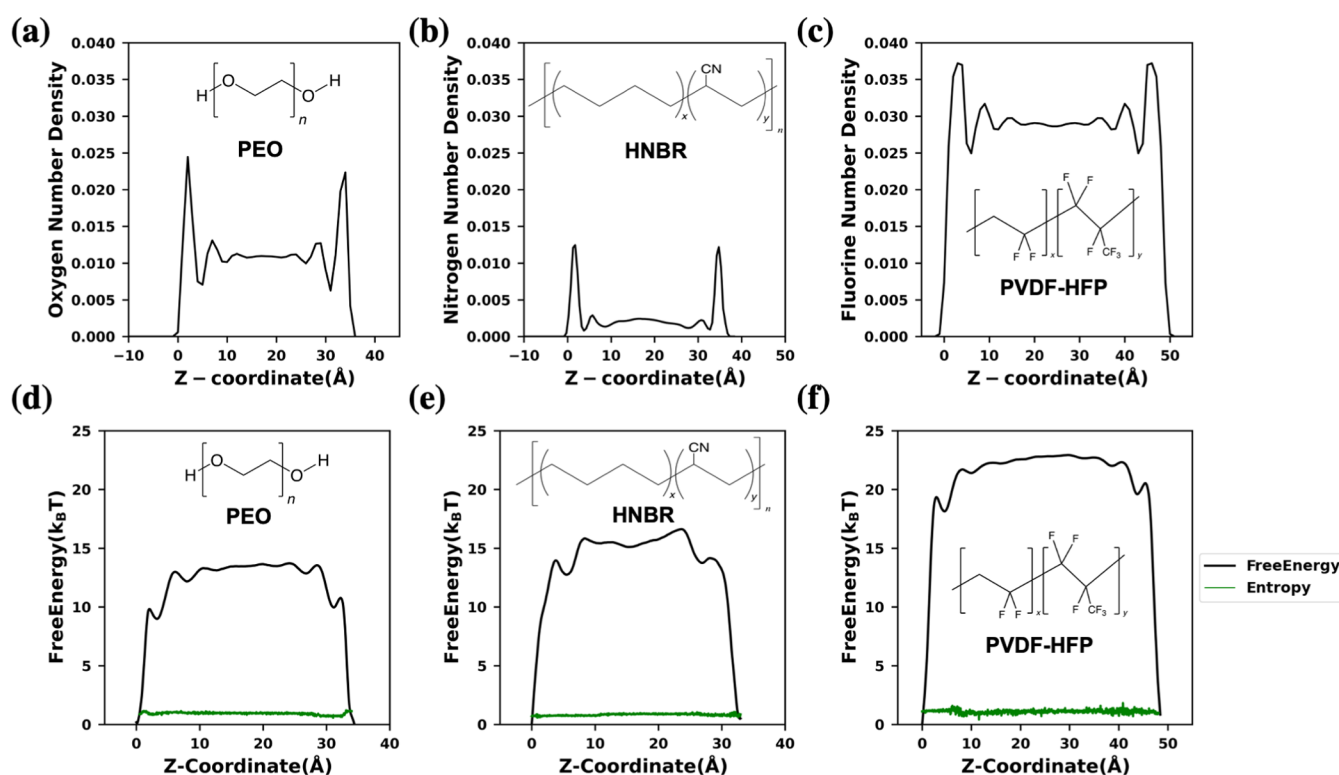 (a)
Oxygen Number Density
0.040
0.035
0.030
0.025
0.020
0.015
0.010
0.005
0.000
H
O
O
H
n
PEO
−10 0 10 20 30 40
Z − coordinate(Å)
(b)
Nitrogen Number Density
0.040
0.035
0.030
0.025
0.020
0.015
0.010
0.005
0.000
CN
x
y
n
HNBR
−10 0 10 20 30 40 50
Z − coordinate(Å)
(c)
Fluorine Number Density
0.040
0.035
0.030
0.025
0.020
0.015
0.010
0.005
0.000
F F
F F
x
F CF3
y
PVDF-HFP
0 10 20 30 40 50
Z − coordinate(Å)
(d)
FreeEnergy(kBT)
25
20
15
10
5
0
H
O
O
H
n
PEO
0 10 20 30 40
Z-Coordinate(Å)
(e)
FreeEnergy(kBT)
25
20
15
10
5
0
CN
x
y
n
HNBR
0 10 20 30 40
Z-Coordinate(Å)
(f)
FreeEnergy(kBT)
25
20
15
10
5
0
F F
F F
x
F CF3
y
PVDF-HFP
0 10 20 30 40 50
Z-Coordinate(Å)
FreeEnergy
Entropy